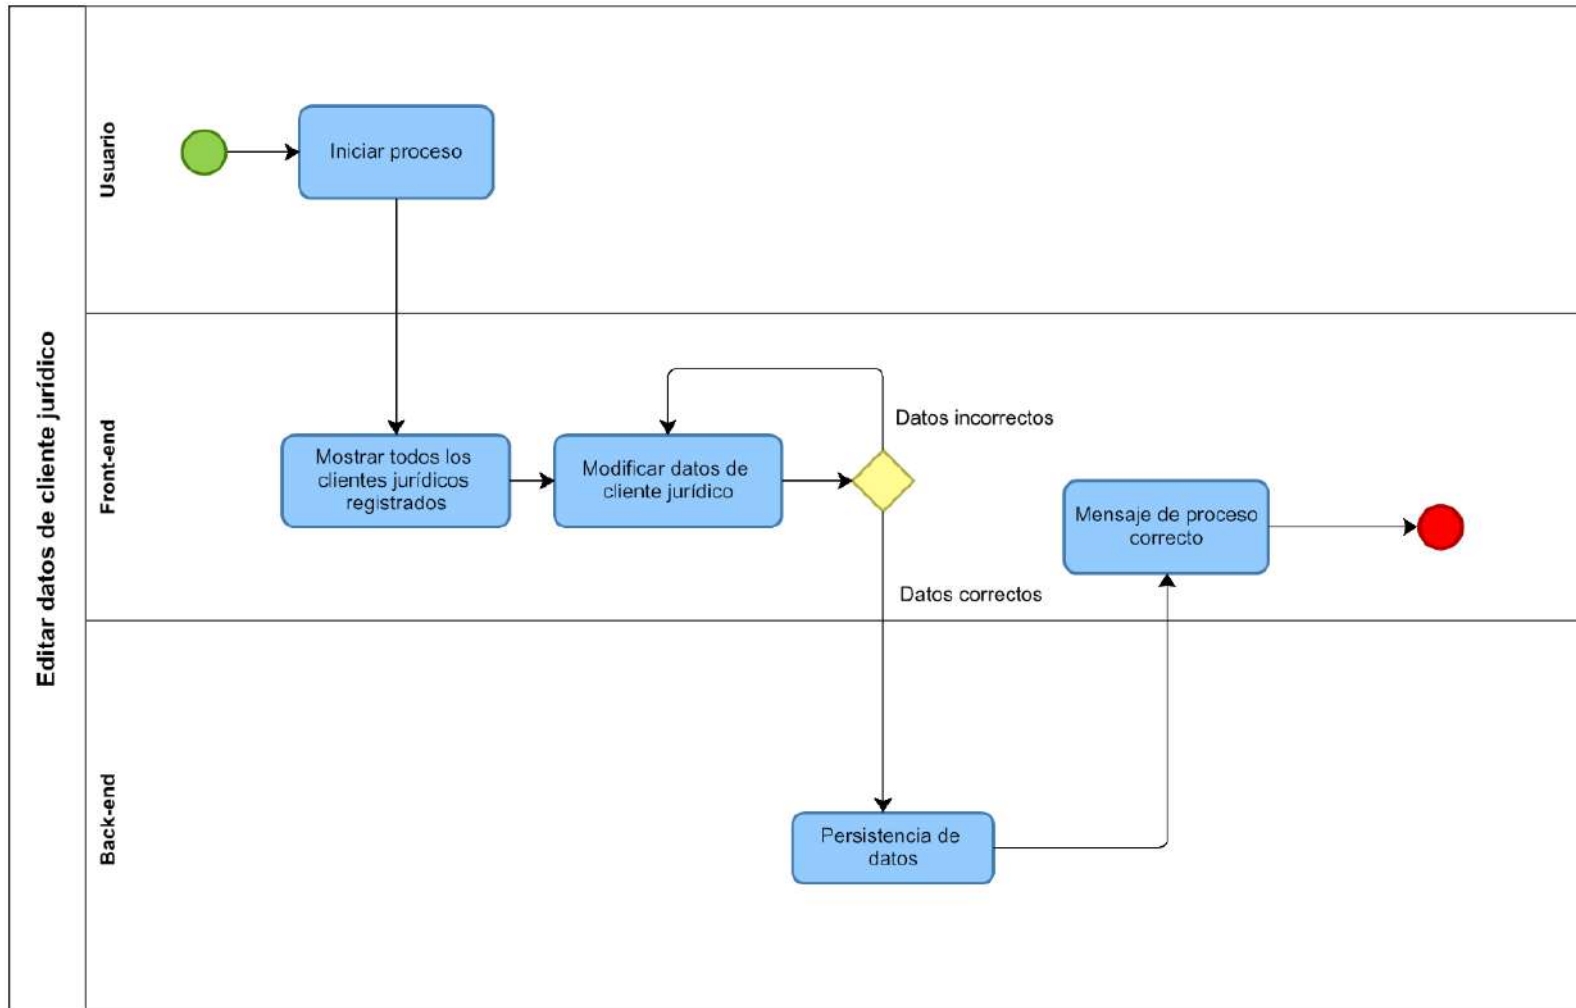 Editar datos de cliente jurídico
Usuario
Iniciar proceso
Front-end
Mostrar todos los
clientes jurídicos
registrados
Modificar datos de
cliente jurídico
Datos incorrectos
Datos correctos
Mensaje de proceso
correcto
Back-end
Persistencia de
datos